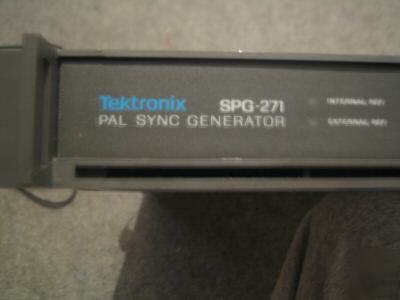 Tektronix SPG-271
PAL SYNC GENERATOR
INTERNAL REF
EXTERNAL REF